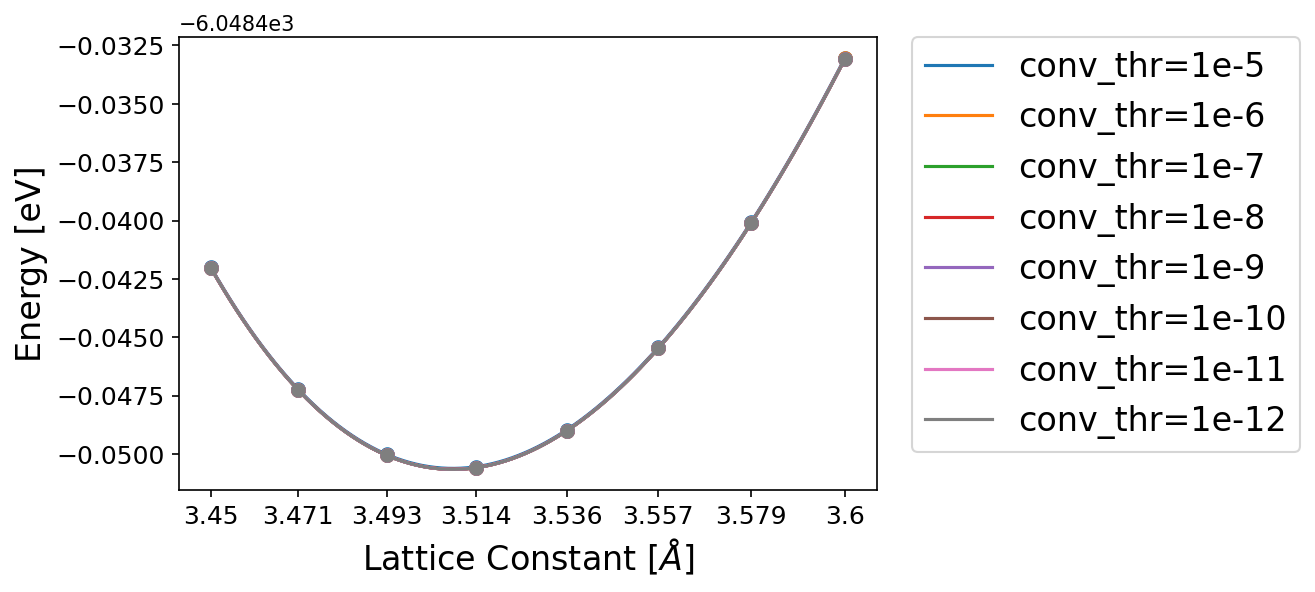 −6.0484e3
−0.0325
−0.0350
−0.0375
−0.0400
−0.0425
−0.0450
−0.0475
−0.0500
Energy [eV]
3.45 3.471 3.493 3.514 3.536 3.557 3.579 3.6
Lattice Constant [Å]
conv_thr=1e-5
conv_thr=1e-6
conv_thr=1e-7
conv_thr=1e-8
conv_thr=1e-9
conv_thr=1e-10
conv_thr=1e-11
conv_thr=1e-12